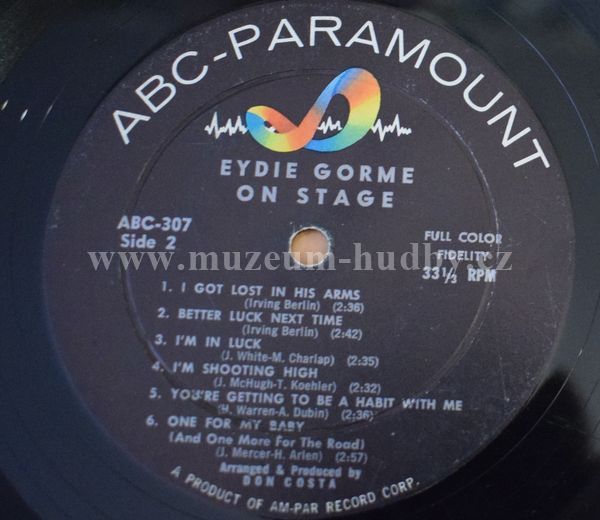 ABC-PARAMOUNT
EYDIE GORME
ON STAGE
ABC-307
Side 2
FULL COLOR
FIDELITY
33 1/3 RPM
www.muzeum-hudby.cz
1. I GOT LOST IN HIS ARMS
(Irving Berlin) (2:36)
2. BETTER LUCK NEXT TIME
(Irving Berlin) (2:42)
3. I'M IN LUCK
(J. White-M. Charlap) (2:35)
4. I'M SHOOTING HIGH
(J. McHugh-T. Koehler) (2:32)
5. YOU'RE GETTING TO BE A HABIT WITH ME
(H. Warren-A. Dubin) (2:36)
6. ONE FOR MY BABY
(And One More For The Road)
(J. Mercer-H. Arlen) (2:57)
Arranged & Produced by
DON COSTA
A PRODUCT OF AM-PAR RECORD CORP.